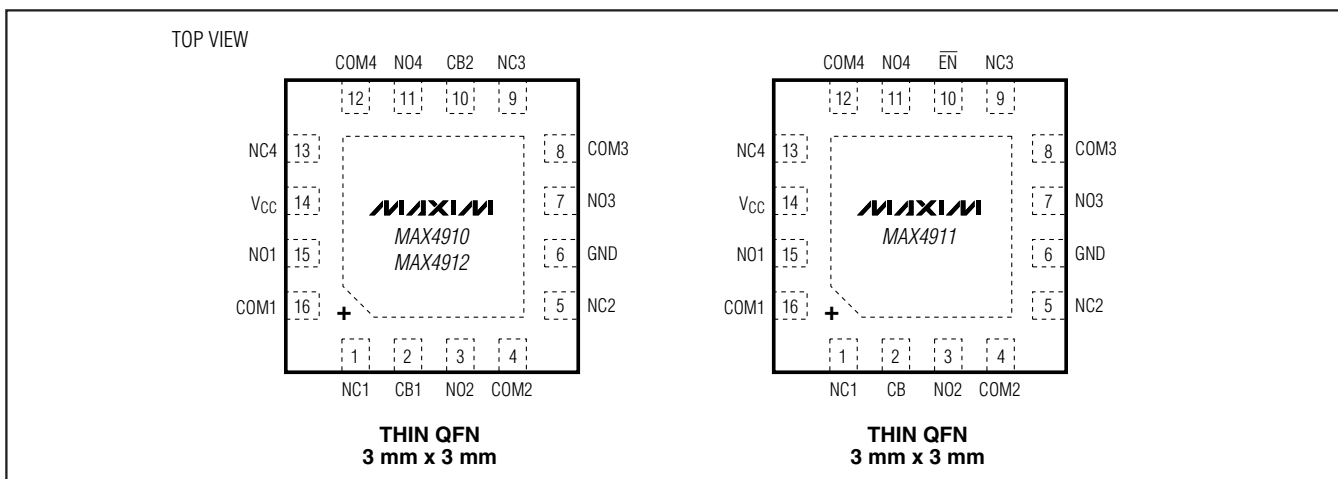 TOP VIEW
COM4 NO4 CB2 NC3
12 11 10 9
NC4 13
8 COM3
VCC 14
7 NO3
MAXIM
MAX4910
MAX4912
NO1 15
6 GND
COM1 16
5 NC2
+
1 2 3 4
NC1 CB1 NO2 COM2
THIN QFN
3 mm x 3 mm
COM4 NO4 E̅N̅ NC3
12 11 10 9
NC4 13
8 COM3
VCC 14
7 NO3
MAXIM
MAX4911
NO1 15
6 GND
COM1 16
5 NC2
+
1 2 3 4
NC1 CB NO2 COM2
THIN QFN
3 mm x 3 mm